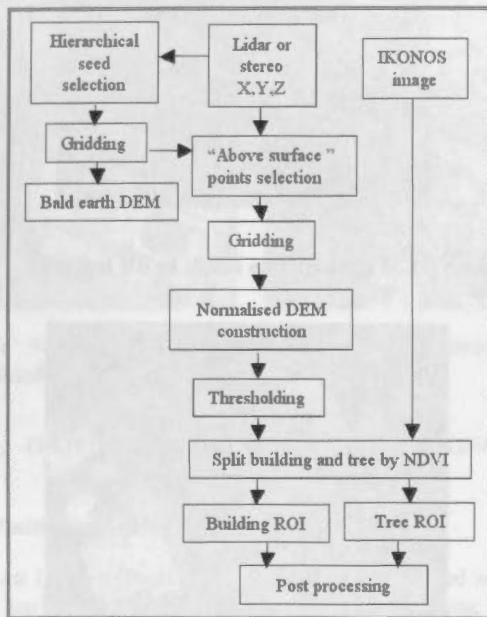 Hierarchical
seed
selection
Lidar or
stereo
X,Y,Z
IKONOS
image
Gridding
"Above surface"
points selection
Bald earth DEM
Gridding
Normalised DEM
construction
Thresholding
Split building and tree by NDVI
Building ROI
Tree ROI
Post processing